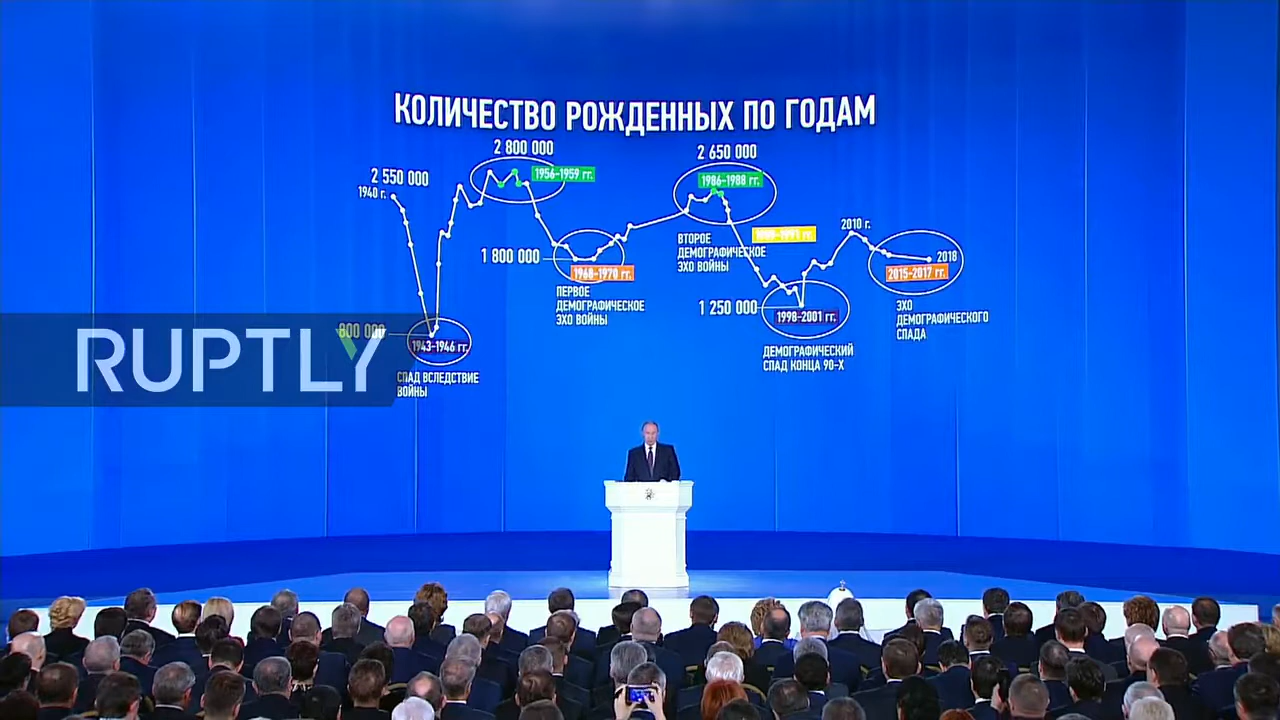 КОЛИЧЕСТВО РОЖДЕННЫХ ПО ГОДАМ
2 800 000
2 650 000
2 550 000
1956-1959 гг.
1986-1988 гг.
1940 г.
2010 г.
ВТОРОЕ
ДЕМОГРАФИЧЕСКОЕ
ЭХО ВОЙНЫ
1 800 000
2018
1968-1970 гг.
2015-2017 гг.
ПЕРВОЕ
ДЕМОГРАФИЧЕСКОЕ
ЭХО ВОЙНЫ
1 250 000
1998-2001 гг.
ЭХО
ДЕМОГРАФИЧЕСКОГО
СПАДА
800 000
RUPTLY
1943-1946 гг.
ДЕМОГРАФИЧЕСКИЙ
СПАД КОНЦА 90-Х
СПАД ВСЛЕДСТВИЕ
ВОЙНЫ